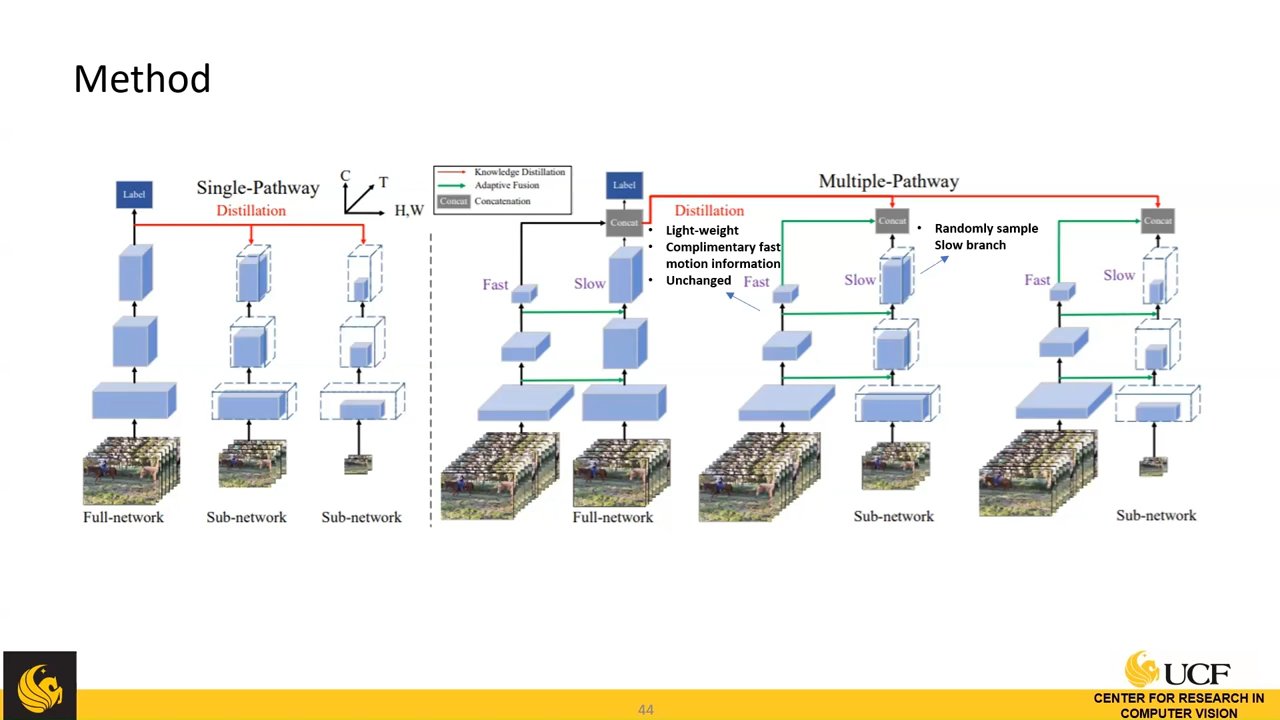 Method
Label
Single-Pathway
Distillation
C
T
H,W
Full-network
Sub-network
Sub-network
Knowledge Distillation
Adaptive Fusion
Concat Concatenation
Label
Concat
Multiple-Pathway
Distillation
• Light-weight
• Complimentary fast
motion information
• Unchanged
Fast
Slow
Full-network
Fast
Slow
Concat
• Randomly sample
Slow branch
Sub-network
Fast
Slow
Concat
Sub-network
44
UCF
CENTER FOR RESEARCH IN
COMPUTER VISION